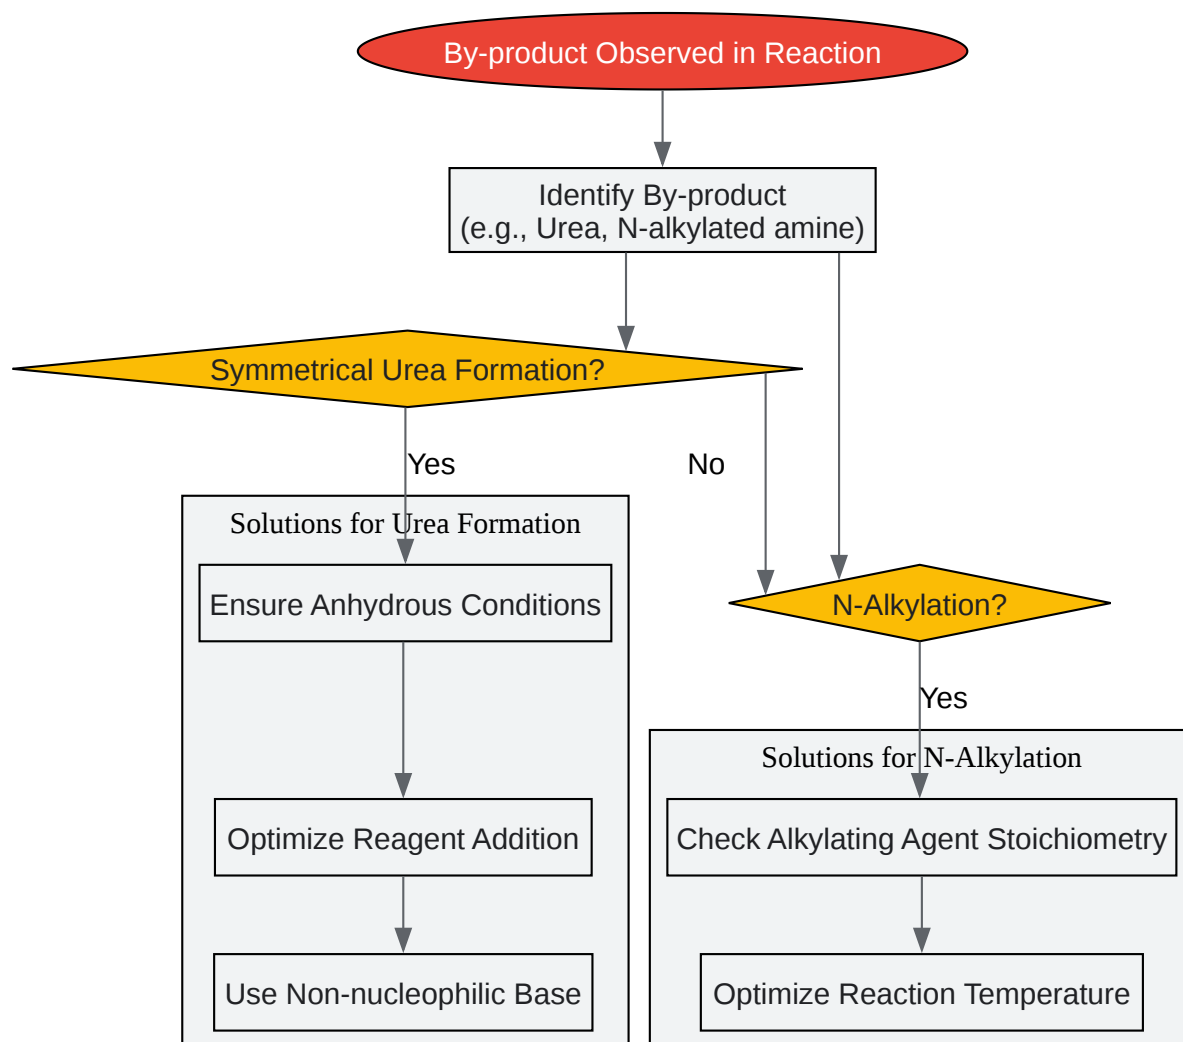 By-product Observed in Reaction
Identify By-product
(e.g., Urea, N-alkylated amine)
Symmetrical Urea Formation?
Yes
No
Solutions for Urea Formation
Ensure Anhydrous Conditions
N-Alkylation?
Yes
Solutions for N-Alkylation
Optimize Reagent Addition
Check Alkylating Agent Stoichiometry
Use Non-nucleophilic Base
Optimize Reaction Temperature